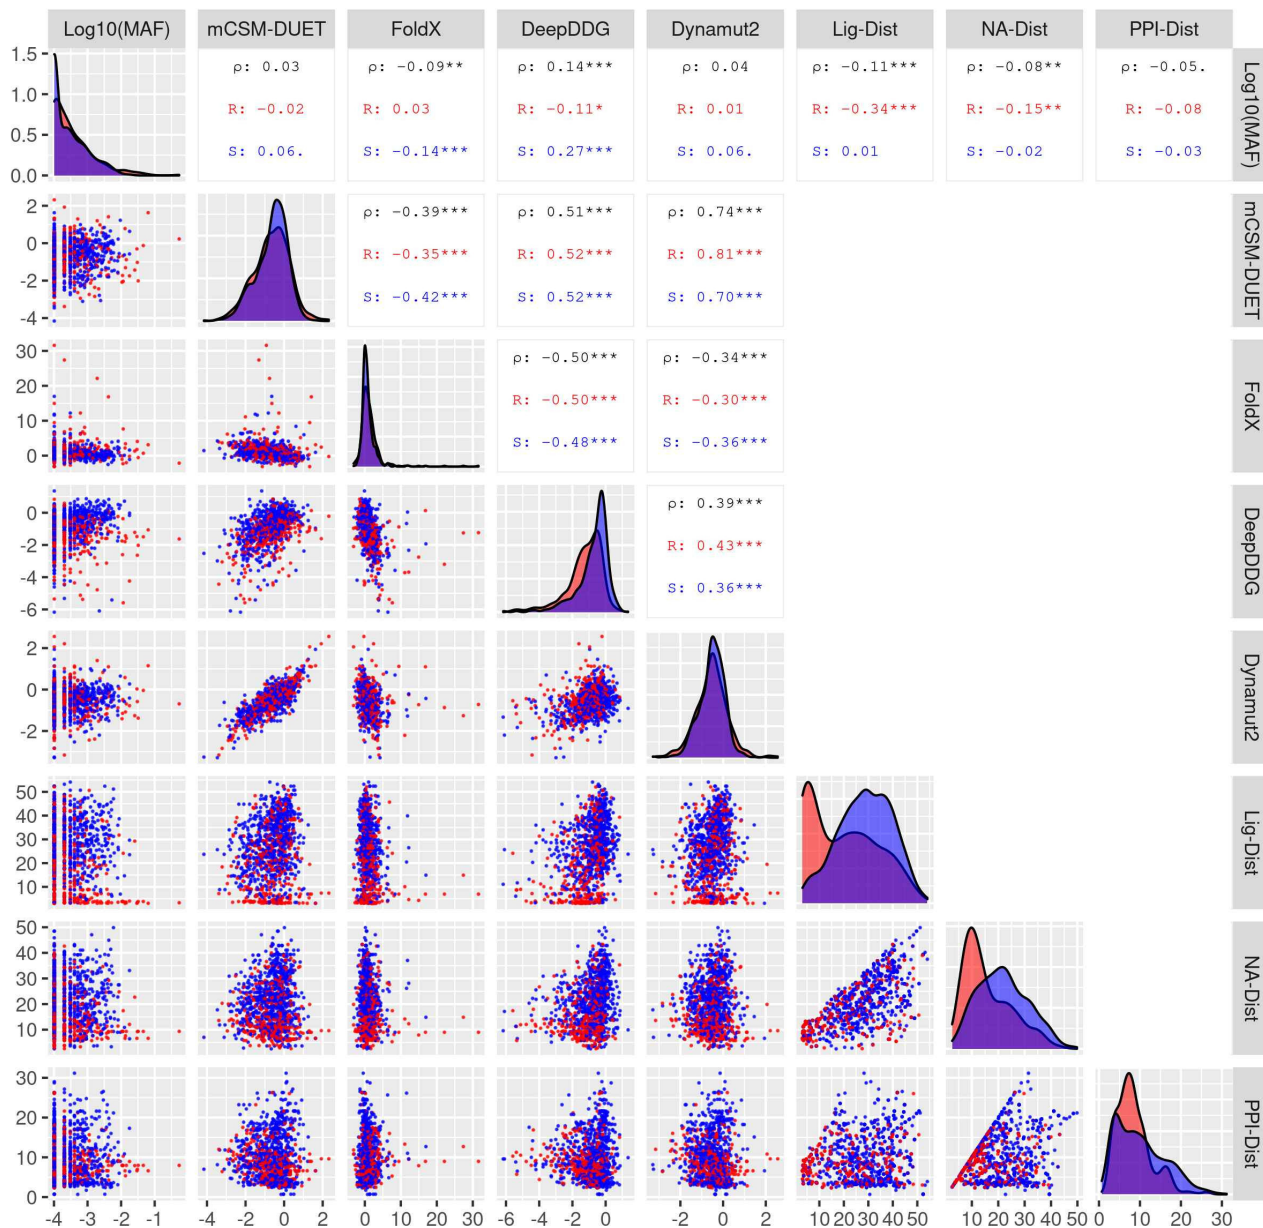 Log10(MAF) mCSM-DUET FoldX DeepDDG Dynamut2 Lig-Dist NA-Dist PPI-Dist
1.5
1.0
0.5
0.0
ρ: 0.03 ρ: -0.09** ρ: 0.14*** ρ: 0.04 ρ: -0.11*** ρ: -0.08** ρ: -0.05.
R: -0.02 R: 0.03 R: -0.11* R: 0.01 R: -0.34*** R: -0.15** R: -0.08
S: 0.06. S: -0.14*** S: 0.27*** S: 0.06. S: 0.01 S: -0.02 S: -0.03
Log10(MAF)
2
0
-2
-4
ρ: -0.39*** ρ: 0.51*** ρ: 0.74***
R: -0.35*** R: 0.52*** R: 0.81***
S: -0.42*** S: 0.52*** S: 0.70***
mCSM-DUET
30
20
10
0
ρ: -0.50*** ρ: -0.34***
R: -0.50*** R: -0.30***
S: -0.48*** S: -0.36***
FoldX
0
-2
-4
-6
ρ: 0.39***
R: 0.43***
S: 0.36***
DeepDDG
2
0
-2
Dynamut2
50
40
30
20
10
Lig-Dist
50
40
30
20
10
NA-Dist
30
20
10
0
PPI-Dist
-4 -3 -2 -1 -4 -2 0 2 0 10 20 30 -6 -4 -2 0 -2 0 2 10 20 30 40 50 10 20 30 40 50 0 10 20 30